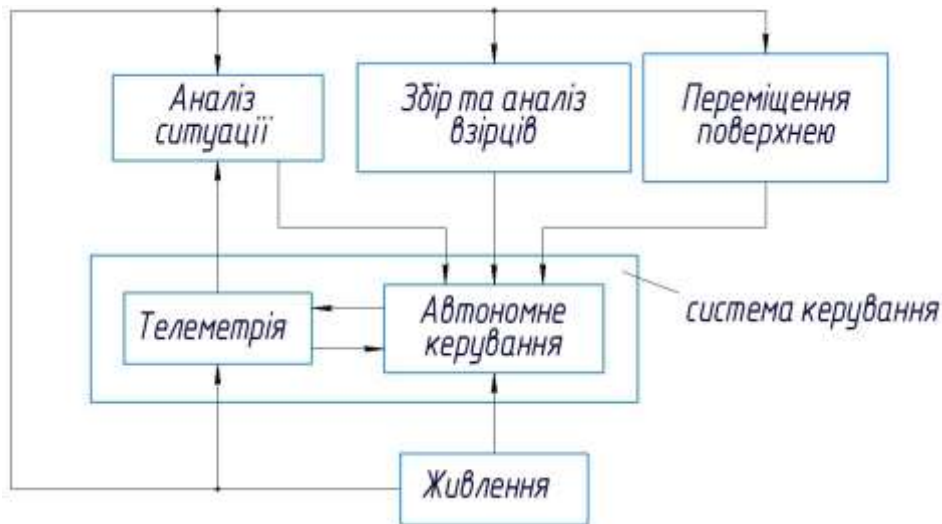 Аналіз
ситуації
Збір та аналіз
взірців
Переміщення
поверхнею
Телеметрія
Автономне
керування
система керування
Живлення